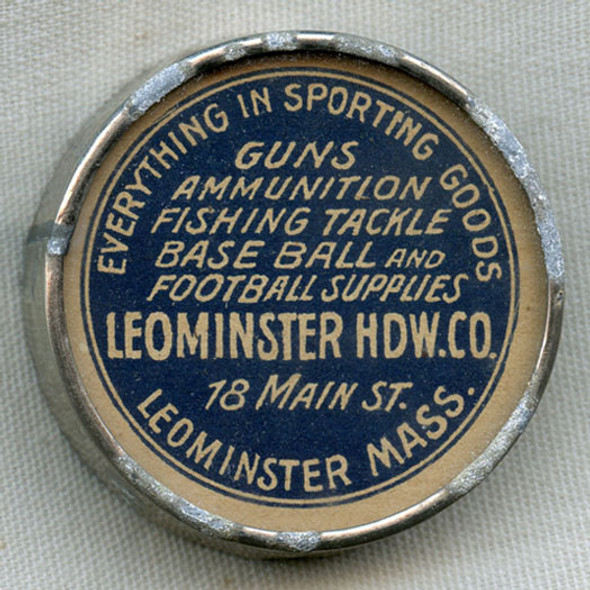 EVERYTHING IN SPORTING GOODS
GUNS
AMMUNITION
FISHING TACKLE
BASE BALL AND
FOOTBALL SUPPLIES
LEOMINSTER HDW. CO.
18 MAIN ST.
LEOMINSTER MASS.